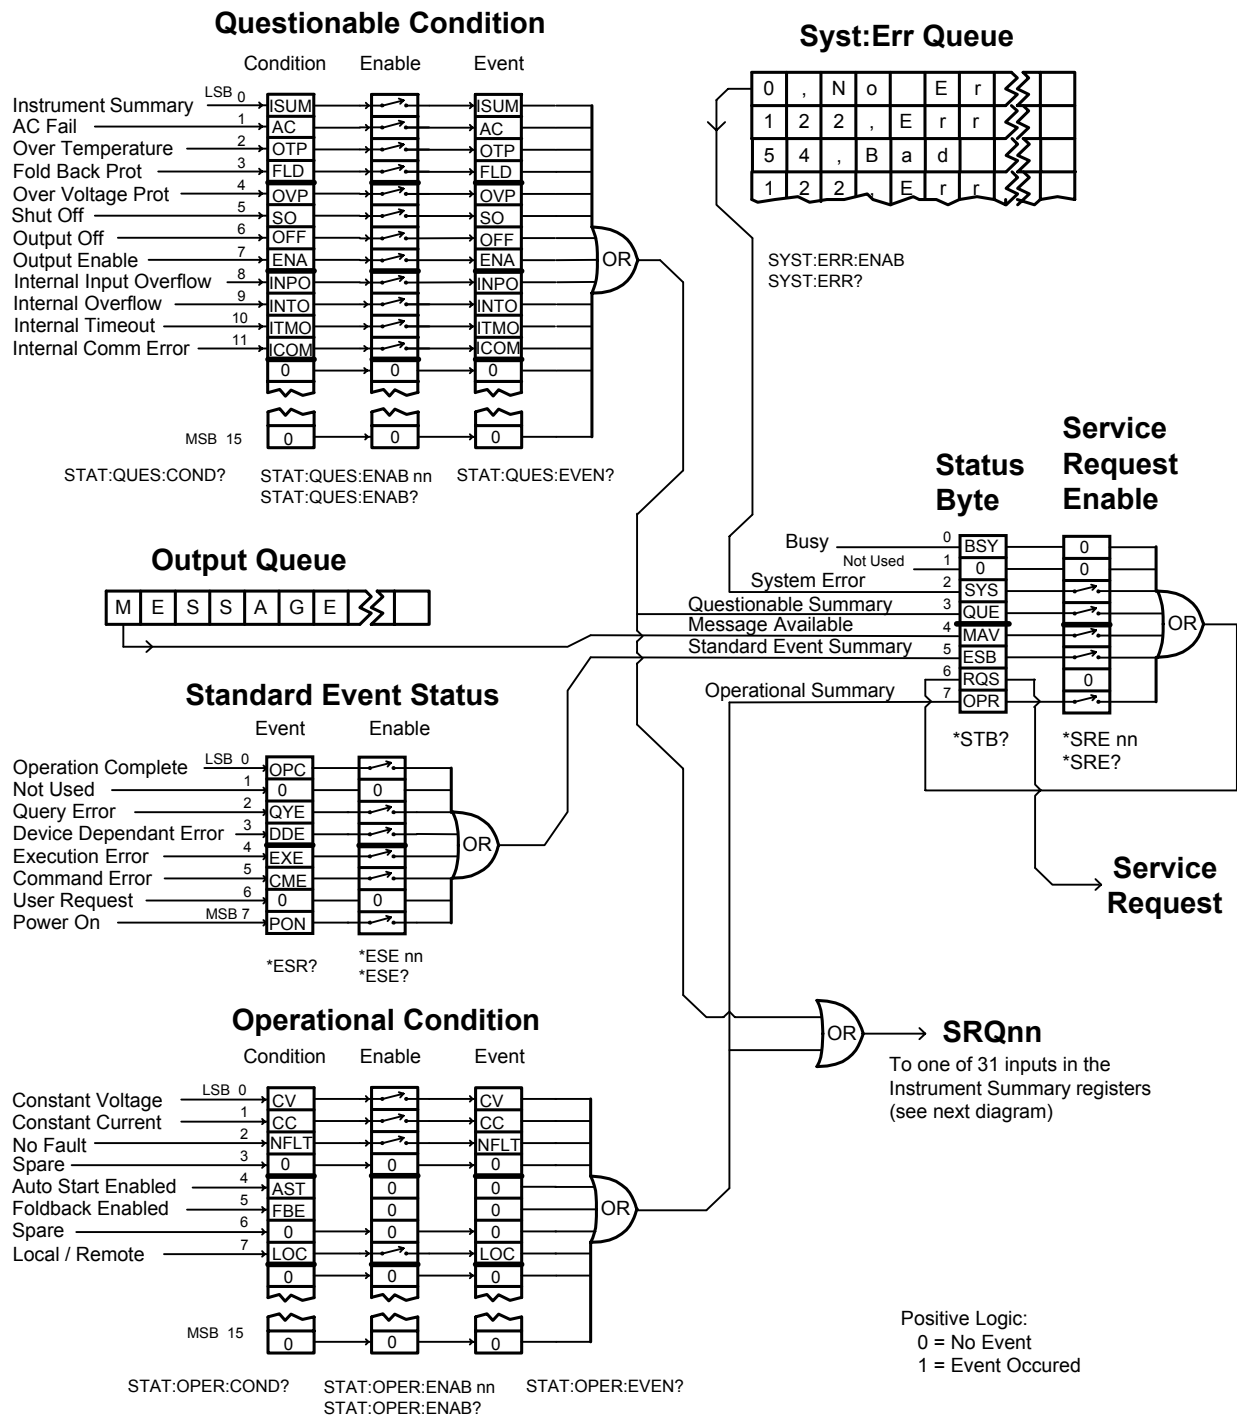 Questionable Condition
Condition Enable Event
LSB 0
Instrument Summary ISUM ISUM
AC Fail 1 AC AC
Over Temperature 2 OTP OTP
Fold Back Prot 3 FLD FLD
Over Voltage Prot 4 OVP OVP
Shut Off 5 SO SO
Output Off 6 OFF OFF
Output Enable 7 ENA ENA
OR
Internal Input Overflow 8 INPO INPO
Internal Overflow 9 INTO INTO
Internal Timeout 10 ITMO ITMO
Internal Comm Error 11 ICOM ICOM
0 0 0
MSB 15 0 0 0
STAT:QUES:COND? STAT:QUES:ENAB nn STAT:QUES:EVEN?
STAT:QUES:ENAB?
Syst:Err Queue
0 , N o E r
1 2 2 , E r r
5 4 , B a d
1 2 2 , E r r
SYST:ERR:ENAB
SYST:ERR?
Output Queue
M E S S A G E
Status
Byte
Service
Request
Enable
Busy 0 BSY 0
Not Used 1 0 0
System Error 2 SYS
Questionable Summary 3 QUE
Message Available 4 MAV
Standard Event Summary 5 ESB
6 RQS 0
Operational Summary 7 OPR
OR
*STB? *SRE nn
*SRE?
Service
Request
Standard Event Status
Event Enable
Operation Complete LSB 0 OPC
Not Used 1 0 0
Query Error 2 QYE
Device Dependant Error 3 DDE
Execution Error 4 EXE
Command Error 5 CME
User Request 6 0 0
Power On MSB 7 PON
OR
*ESR? *ESE nn
*ESE?
Operational Condition
Condition Enable Event
Constant Voltage LSB 0 CV CV
Constant Current 1 CC CC
No Fault 2 NFLT NFLT
Spare 3 0 0 0
Auto Start Enabled 4 AST 0 0
Foldback Enabled 5 FBE 0 0
Spare 6 0 0 0
Local / Remote 7 LOC LOC
0 0 0
MSB 15 0 0 0
OR
STAT:OPER:COND? STAT:OPER:ENAB nn STAT:OPER:EVEN?
STAT:OPER:ENAB?
OR
SRQnn
To one of 31 inputs in the
Instrument Summary registers
(see next diagram)
Positive Logic:
0 = No Event
1 = Event Occured